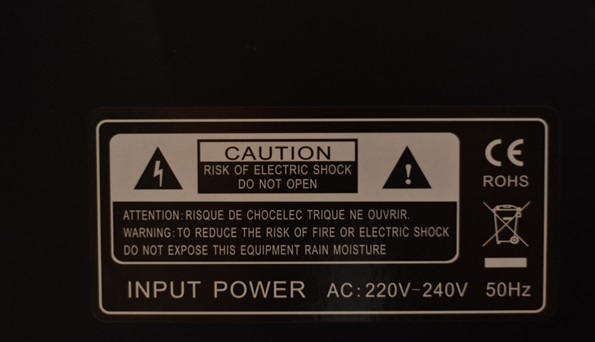 CAUTION
RISK OF ELECTRIC SHOCK
DO NOT OPEN
ATTENTION: RISQUE DE CHOCELEC TRIQUE NE OUVRIR.
WARNING: TO REDUCE THE RISK OF FIRE OR ELECTRIC SHOCK
DO NOT EXPOSE THIS EQUIPMENT RAIN MOISTURE
CE
ROHS
INPUT POWER AC: 220V-240V 50Hz